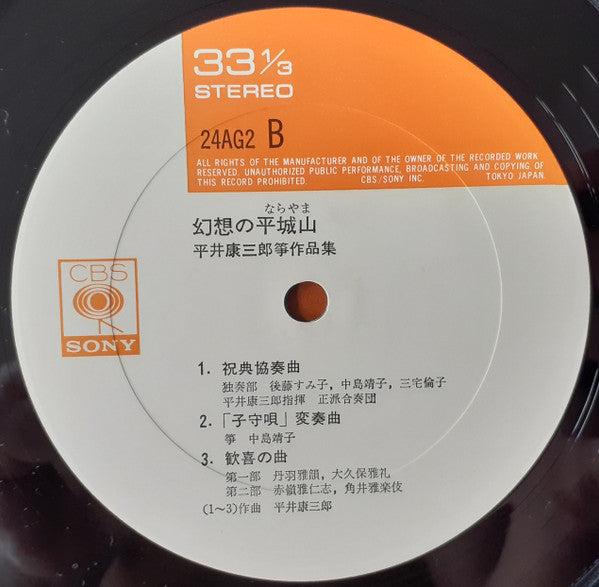 33 1/3
STEREO
24AG2 B
ALL RIGHTS OF THE MANUFACTURER AND OF THE OWNER OF THE RECORDED WORK
RESERVED. UNAUTHORIZED PUBLIC PERFORMANCE, BROADCASTING AND COPYING OF
THIS RECORD PROHIBITED. CBS/SONY INC. TOKYO JAPAN.
ならやま
幻想の平城山
平井康三郎箏作品集
CBS
SONY
1. 祝典協奏曲
独奏部 後藤すみ子, 中島靖子, 三宅倫子
平井康三郎指揮 正派合奏団
2. 「子守唄」変奏曲
箏 中島靖子
3. 歓喜の曲
第一部 丹羽雅韻, 大久保雅礼
第二部 赤嶺雅仁志, 角井雅楽伎
(1~3)作曲 平井康三郎